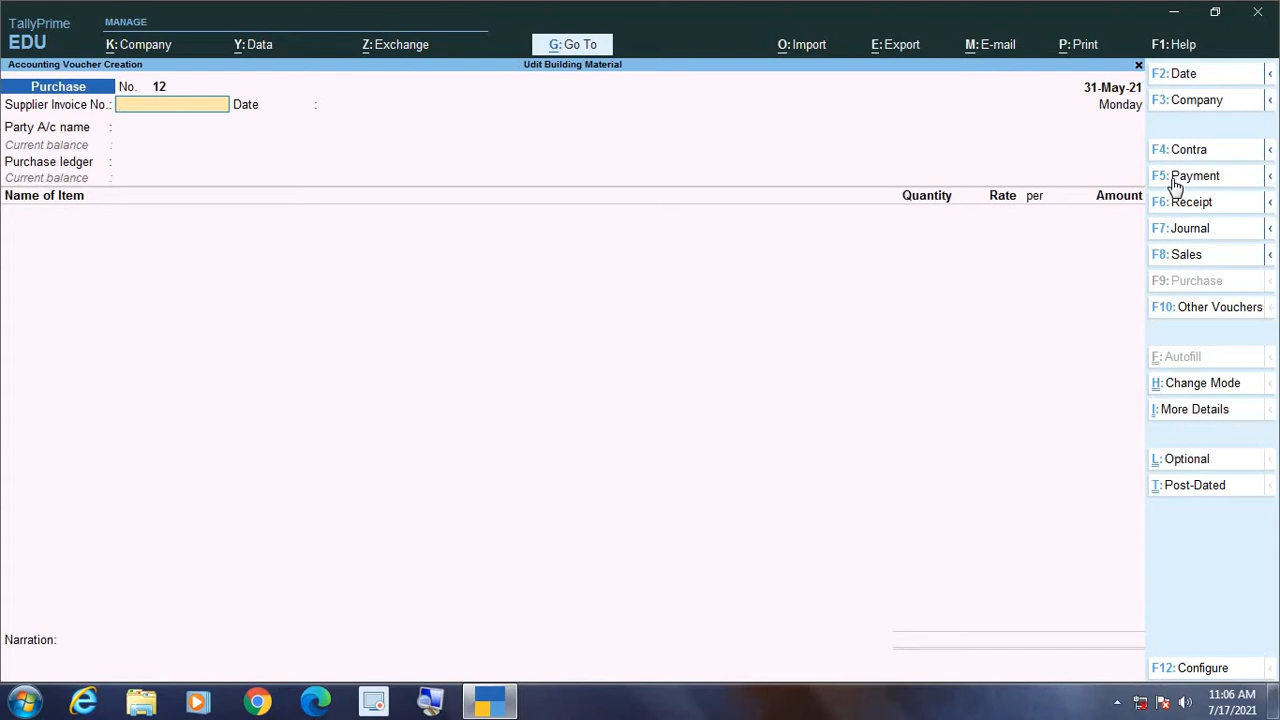 TallyPrime
EDU
MANAGE
K: Company
Y: Data
Z: Exchange
G: Go To
O: Import
E: Export
M: E-mail
P: Print
F1: Help
Accounting Voucher Creation
Udit Building Material
×
Purchase No. 12
31-May-21
Supplier Invoice No.: Date :
Monday
Party A/c name :
Current balance :
Purchase ledger :
Current balance :
Name of Item Quantity Rate per Amount
Narration:
F2: Date
F3: Company
F4: Contra
F5: Payment
F6: Receipt
F7: Journal
F8: Sales
F9: Purchase
F10: Other Vouchers
F: Autofill
H: Change Mode
I: More Details
L: Optional
T: Post-Dated
F12: Configure
11:06 AM
7/17/2021